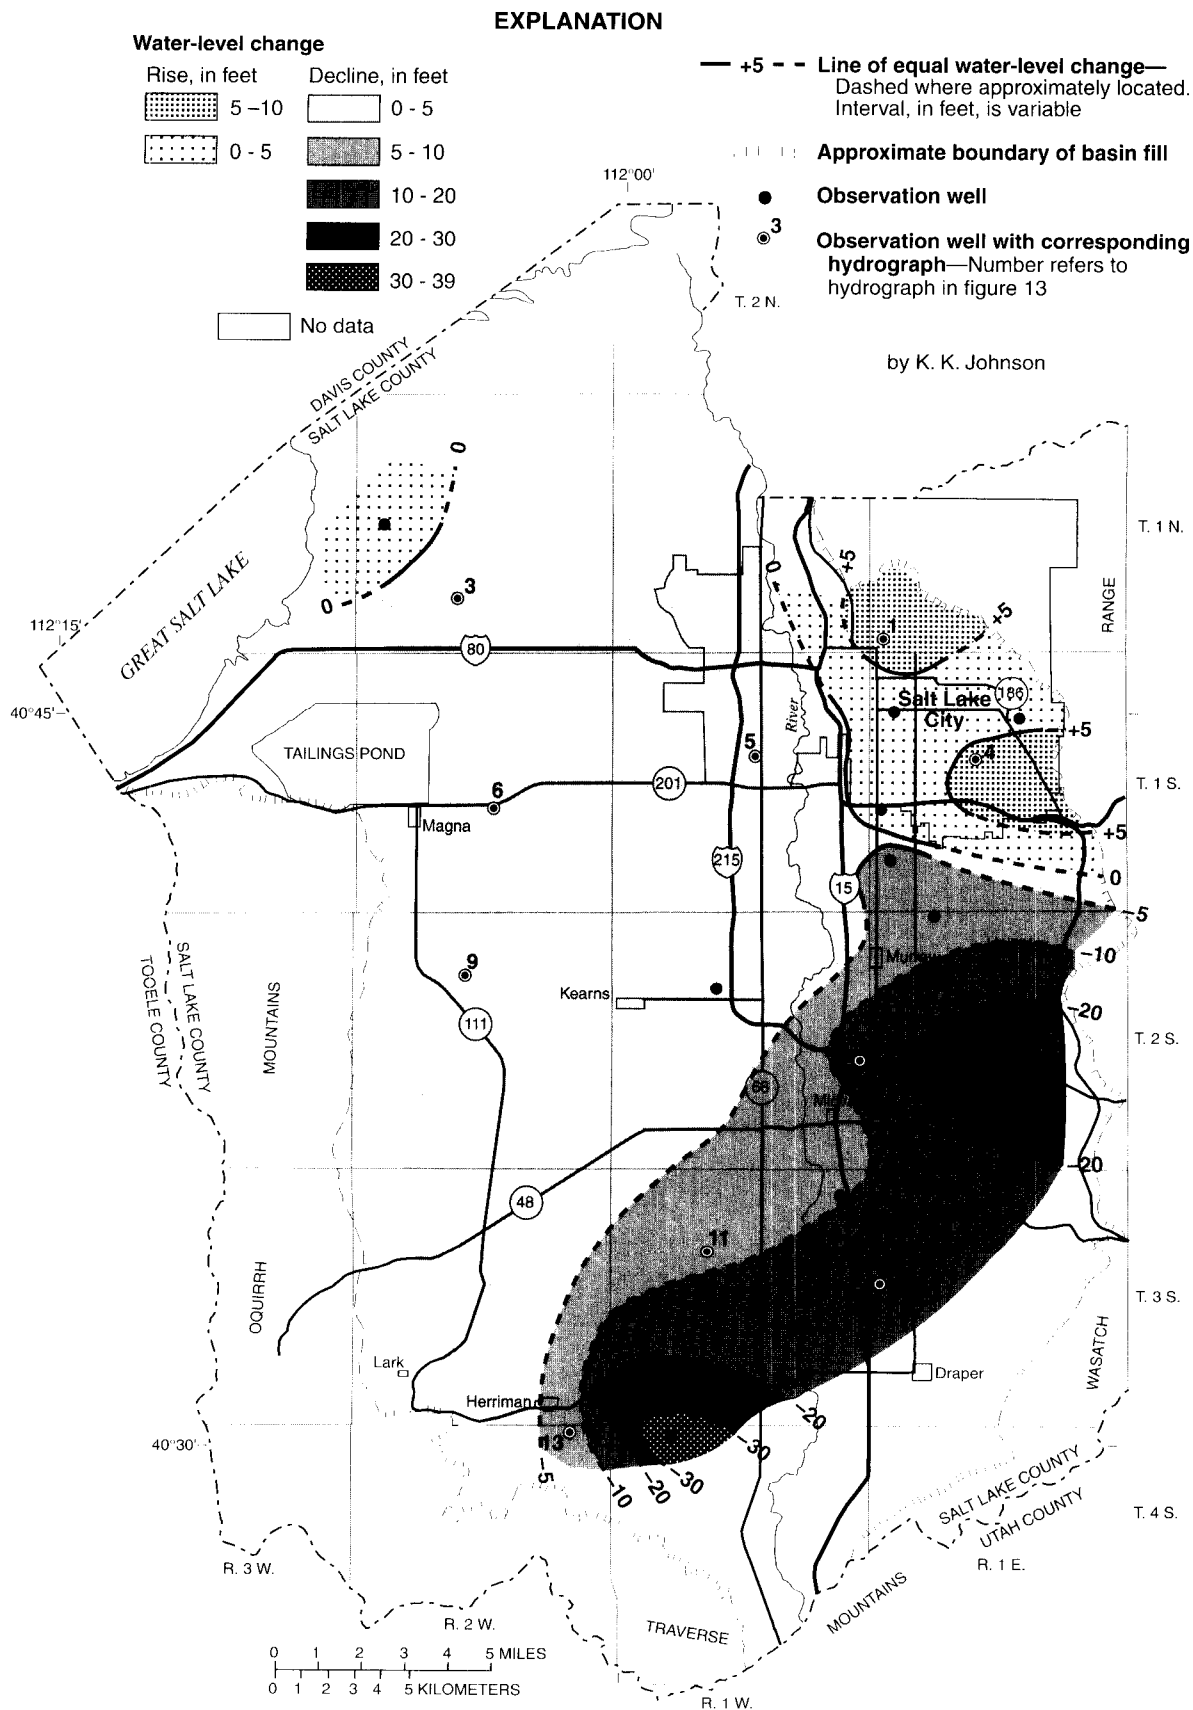 EXPLANATION
Water-level change
Rise, in feet
5 –10
0 - 5
Decline, in feet
0 - 5
5 - 10
10 - 20
20 - 30
30 - 39
No data
+5
Line of equal water-level change—
Dashed where approximately located.
Interval, in feet, is variable
Approximate boundary of basin fill
Observation well
3
Observation well with corresponding
hydrograph—Number refers to
hydrograph in figure 13
by K. K. Johnson
112°00'
T. 2 N.
DAVIS COUNTY
SALT LAKE COUNTY
0
0
3
GREAT SALT LAKE
112°15'
40°45'
80
T. 1 N.
RANGE
0
+5
+5
1
186
Salt Lake
City
River
+5
4
5
TAILINGS POND
201
6
Magna
T. 1 S.
+5
0
215
15
-5
-10
-20
9
Kearns
111
SALT LAKE COUNTY
TOOELE COUNTY
MOUNTAINS
T. 2 S.
68
-20
48
11
OQUIRRH
T. 3 S.
WASATCH
Lark
Draper
Herriman
13
40°30'
-5
-10
-20
-30
-30
-20
SALT LAKE COUNTY
UTAH COUNTY
T. 4 S.
R. 3 W.
R. 1 E.
MOUNTAINS
R. 2 W.
TRAVERSE
0 1 2 3 4 5 MILES
0 1 2 3 4 5 KILOMETERS
R. 1 W.